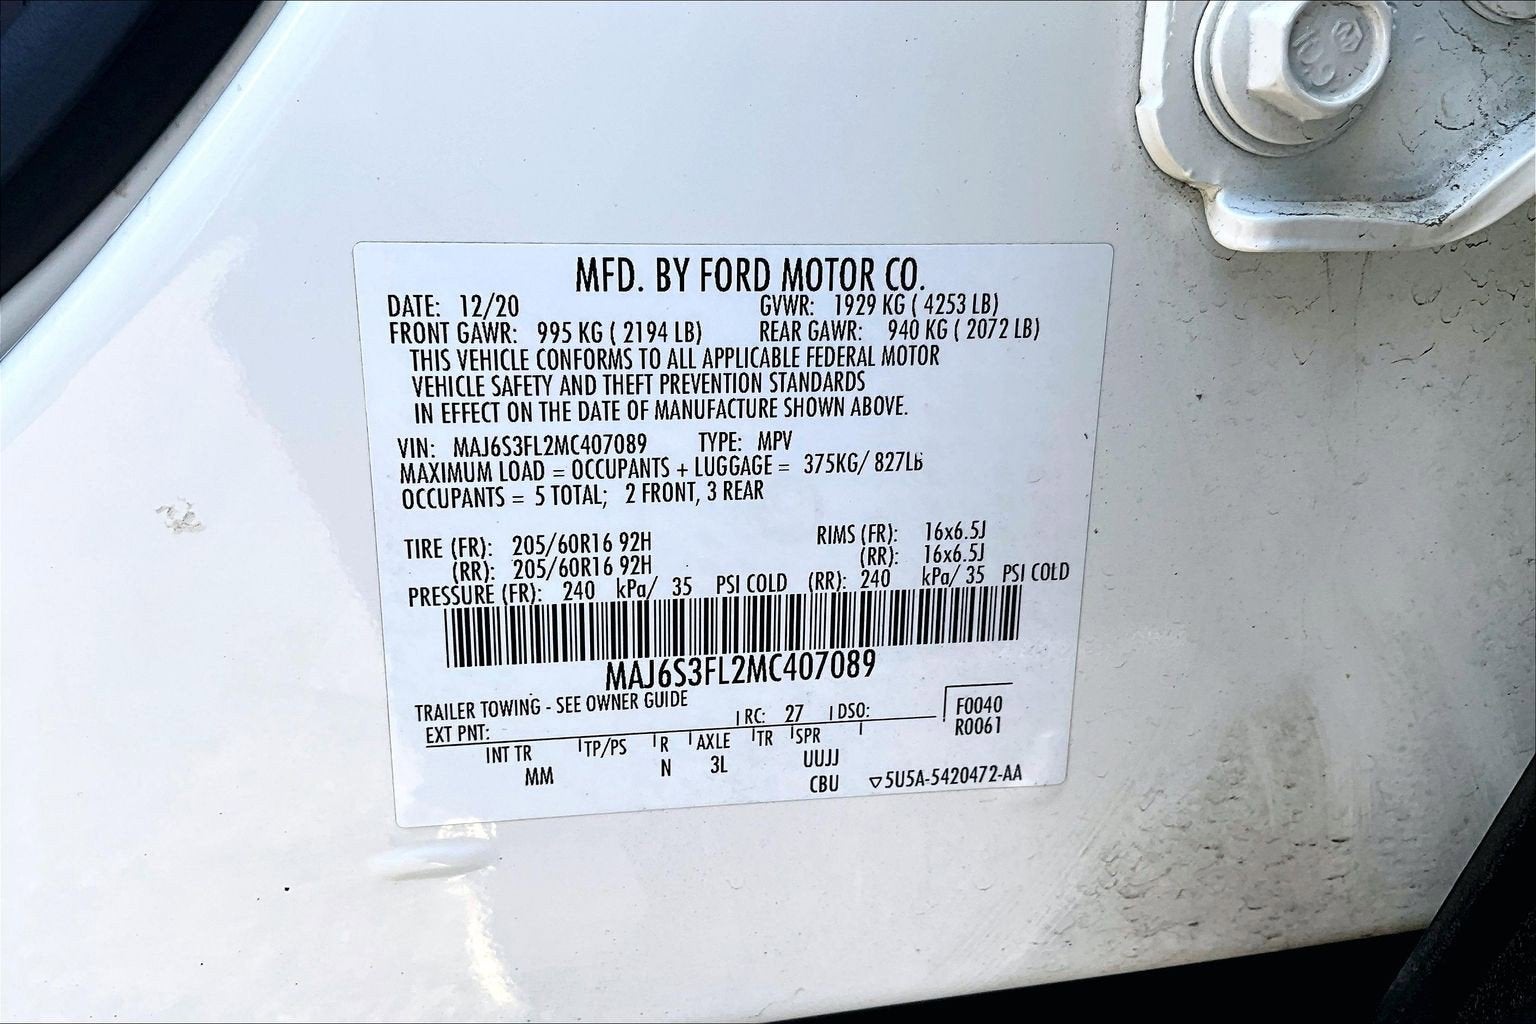 10.9 M
MFD. BY FORD MOTOR CO.
DATE: 12/20 GVWR: 1929 KG ( 4253 LB)
FRONT GAWR: 995 KG ( 2194 LB) REAR GAWR: 940 KG ( 2072 LB)
THIS VEHICLE CONFORMS TO ALL APPLICABLE FEDERAL MOTOR
VEHICLE SAFETY AND THEFT PREVENTION STANDARDS
IN EFFECT ON THE DATE OF MANUFACTURE SHOWN ABOVE.
VIN: MAJ6S3FL2MC407089 TYPE: MPV
MAXIMUM LOAD = OCCUPANTS + LUGGAGE = 375KG/ 827LB
OCCUPANTS = 5 TOTAL; 2 FRONT, 3 REAR
TIRE (FR): 205/60R16 92H RIMS (FR): 16x6.5J
(RR): 205/60R16 92H (RR): 16x6.5J
PRESSURE (FR): 240 kPa/ 35 PSI COLD (RR): 240 kPa/ 35 PSI COLD
MAJ6S3FL2MC407089
TRAILER TOWING - SEE OWNER GUIDE
EXT PNT: RC: 27 DSO: F0040
R0061
INT TR TP/PS R AXLE TR SPR
MM N 3L UUJJ
CBU ▽5U5A-5420472-AA